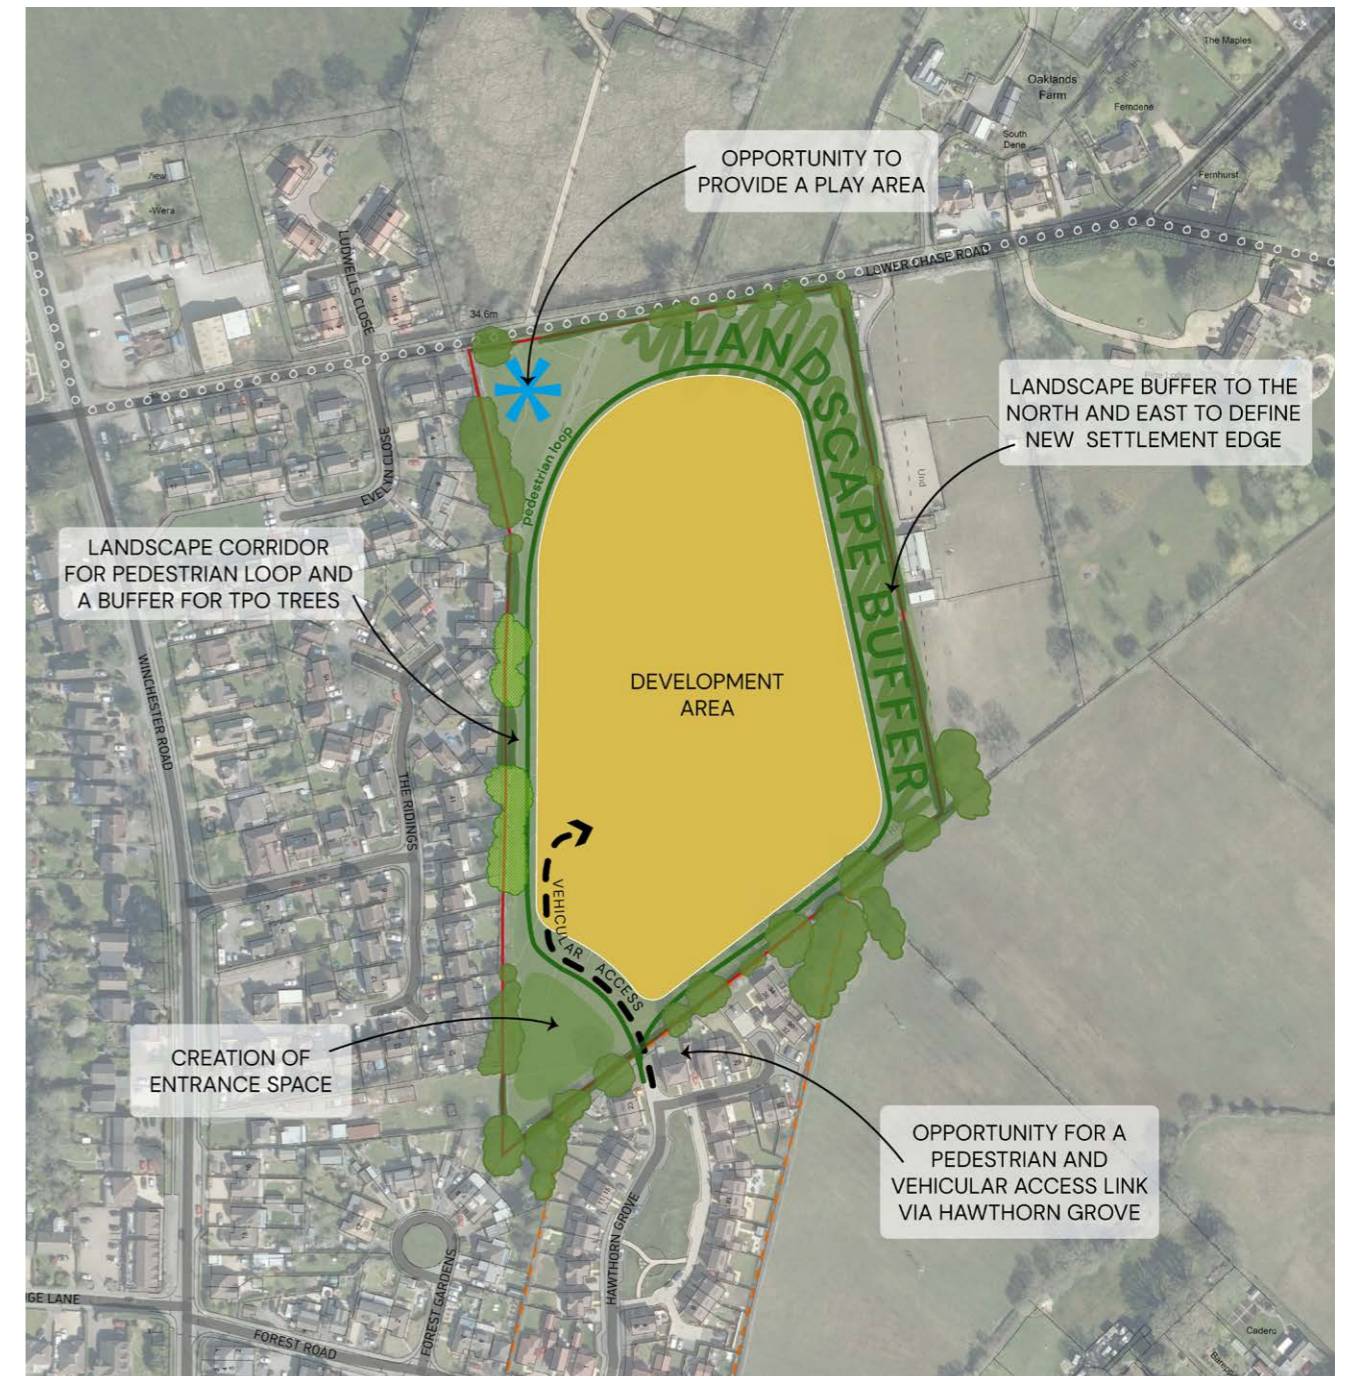 The Maples
Oaklands
Farm
Ferndene
South
Dene
Fernhurst
View
-Wera
OPPORTUNITY TO
PROVIDE A PLAY AREA
LUDWELLS CLOSE
LOWER CHASE ROAD
34.6m
LANDSCAPE BUFFER
LANDSCAPE BUFFER TO THE
NORTH AND EAST TO DEFINE
NEW SETTLEMENT EDGE
EVELYN CLOSE
pedestrian loop
Und
LANDSCAPE CORRIDOR
FOR PEDESTRIAN LOOP AND
A BUFFER FOR TPO TREES
DEVELOPMENT
AREA
WINCHESTER ROAD
THE RIDINGS
VEHICULAR ACCESS
CREATION OF
ENTRANCE SPACE
OPPORTUNITY FOR A
PEDESTRIAN AND
VEHICULAR ACCESS LINK
VIA HAWTHORN GROVE
HAWTHORN GROVE
FOREST GARDENS
GE LANE
FOREST ROAD
Cadero